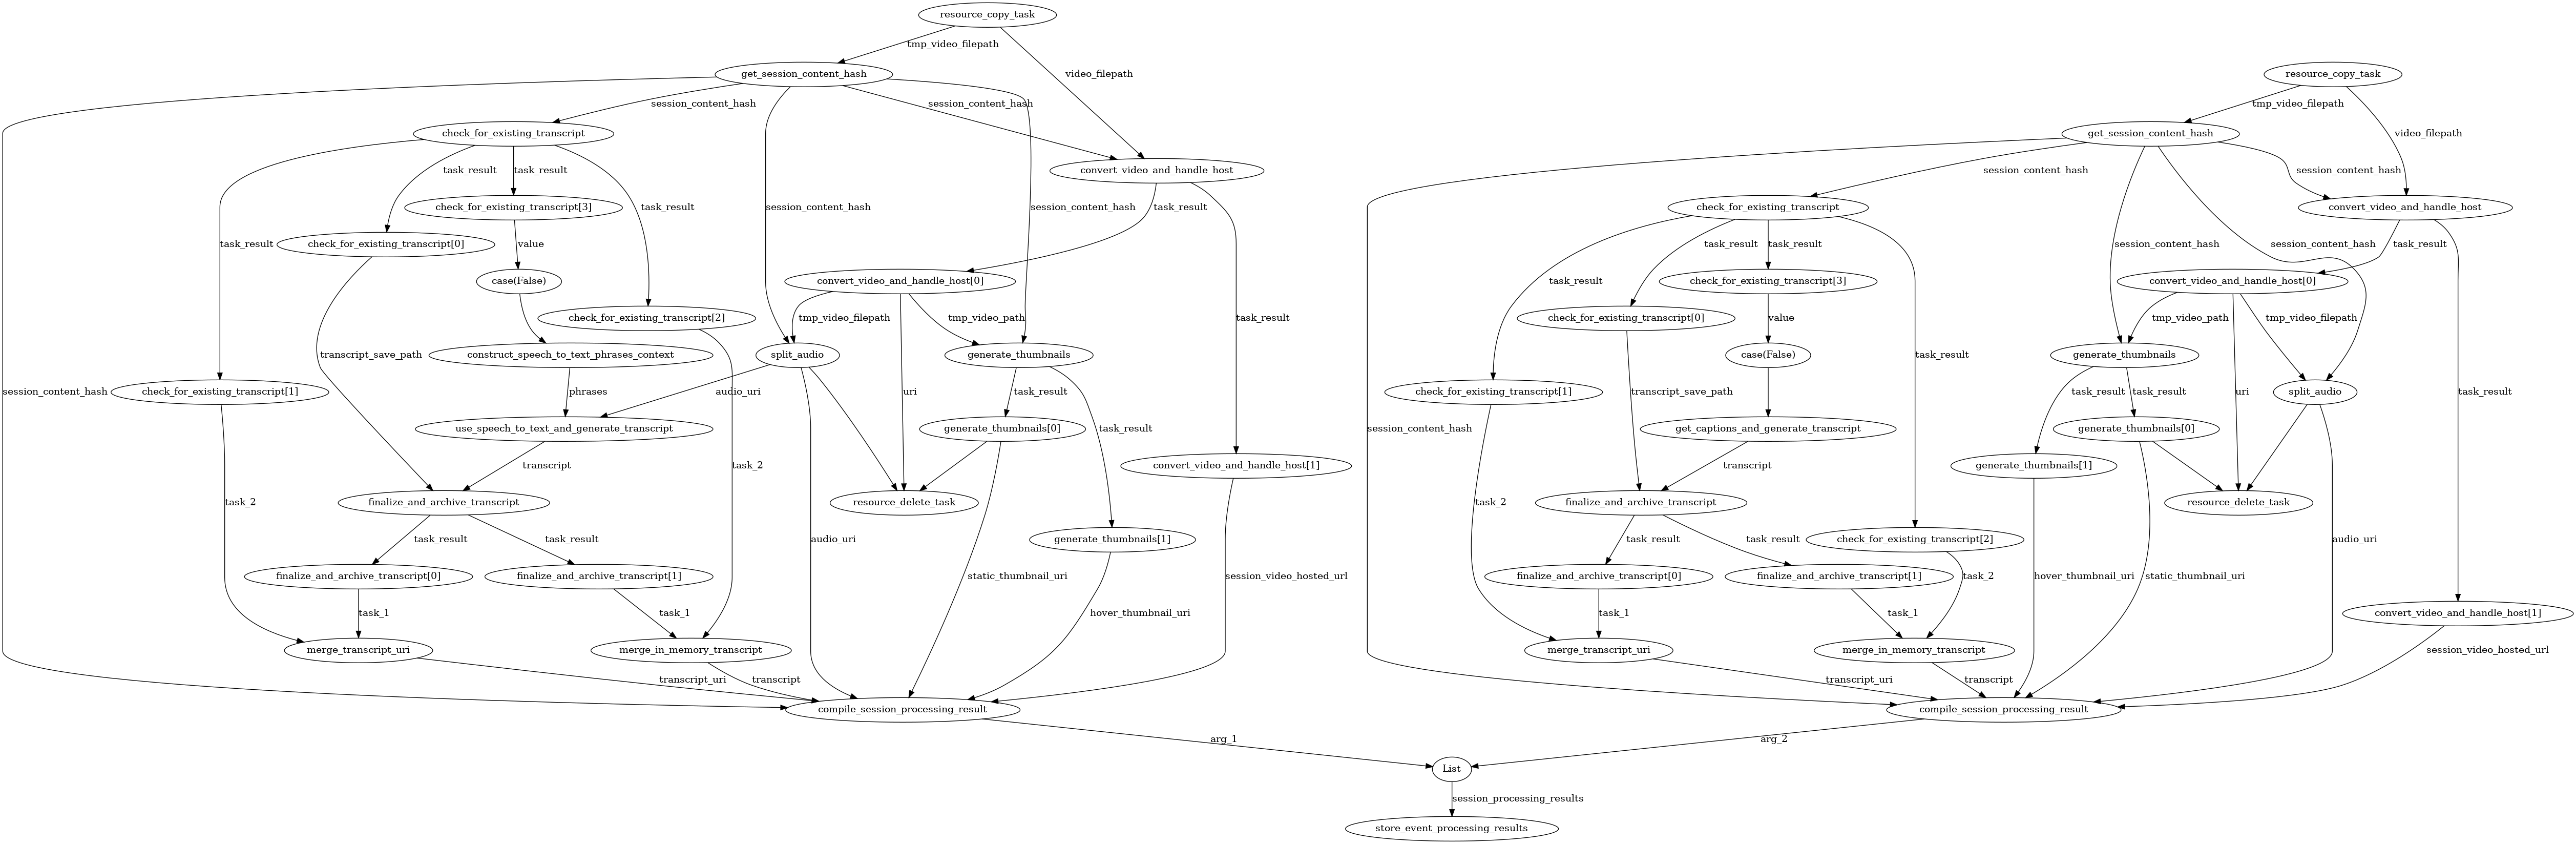 resource_copy_task
tmp_video_filepath
video_filepath
get_session_content_hash
session_content_hash
session_content_hash
check_for_existing_transcript
convert_video_and_handle_host
task_result
task_result
check_for_existing_transcript[3]
task_result
session_content_hash
session_content_hash
task_result
task_result
check_for_existing_transcript[0]
value
case(False)
convert_video_and_handle_host[0]
check_for_existing_transcript[2]
tmp_video_filepath
tmp_video_path
task_result
transcript_save_path
construct_speech_to_text_phrases_context
split_audio
generate_thumbnails
session_content_hash
check_for_existing_transcript[1]
phrases
audio_uri
uri
task_result
use_speech_to_text_and_generate_transcript
generate_thumbnails[0]
task_result
transcript
task_2
convert_video_and_handle_host[1]
task_2
finalize_and_archive_transcript
resource_delete_task
task_result
task_result
audio_uri
generate_thumbnails[1]
finalize_and_archive_transcript[0]
finalize_and_archive_transcript[1]
static_thumbnail_uri
session_video_hosted_url
task_1
task_1
hover_thumbnail_uri
merge_transcript_uri
merge_in_memory_transcript
transcript_uri
transcript
compile_session_processing_result
resource_copy_task
tmp_video_filepath
video_filepath
get_session_content_hash
session_content_hash
session_content_hash
check_for_existing_transcript
convert_video_and_handle_host
task_result
task_result
session_content_hash
session_content_hash
task_result
task_result
check_for_existing_transcript[3]
convert_video_and_handle_host[0]
check_for_existing_transcript[0]
value
tmp_video_path
tmp_video_filepath
case(False)
task_result
generate_thumbnails
check_for_existing_transcript[1]
transcript_save_path
task_result
task_result
uri
split_audio
task_result
session_content_hash
get_captions_and_generate_transcript
generate_thumbnails[0]
transcript
generate_thumbnails[1]
task_2
finalize_and_archive_transcript
resource_delete_task
task_result
task_result
check_for_existing_transcript[2]
audio_uri
finalize_and_archive_transcript[0]
finalize_and_archive_transcript[1]
task_2
hover_thumbnail_uri
static_thumbnail_uri
task_1
task_1
convert_video_and_handle_host[1]
merge_transcript_uri
merge_in_memory_transcript
session_video_hosted_url
transcript_uri
transcript
compile_session_processing_result
arg_1
arg_2
List
session_processing_results
store_event_processing_results